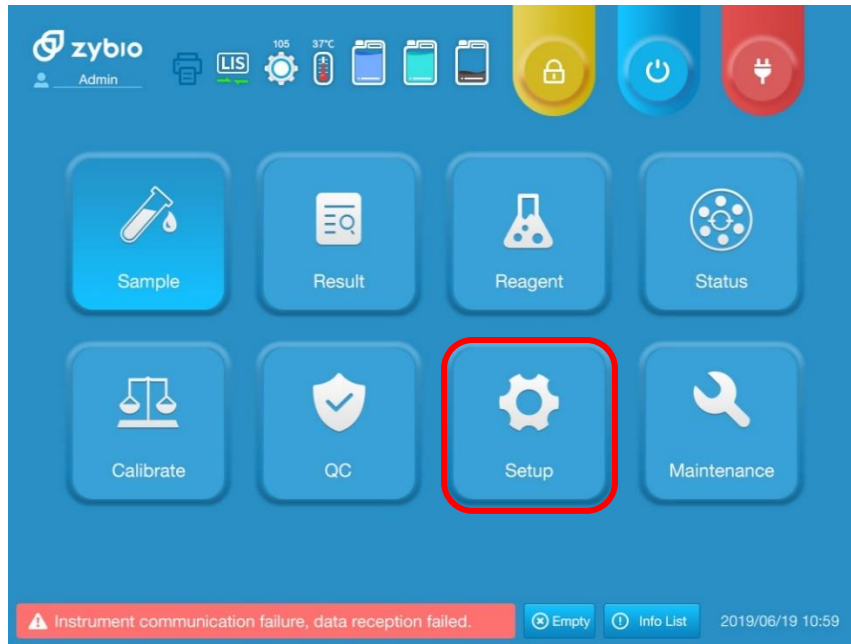 zybio
Admin
LIS
105
37°C
Sample
Result
Reagent
Status
Calibrate
QC
Setup
Maintenance
Instrument communication failure, data reception failed.
Empty
Info List
2019/06/19 10:59